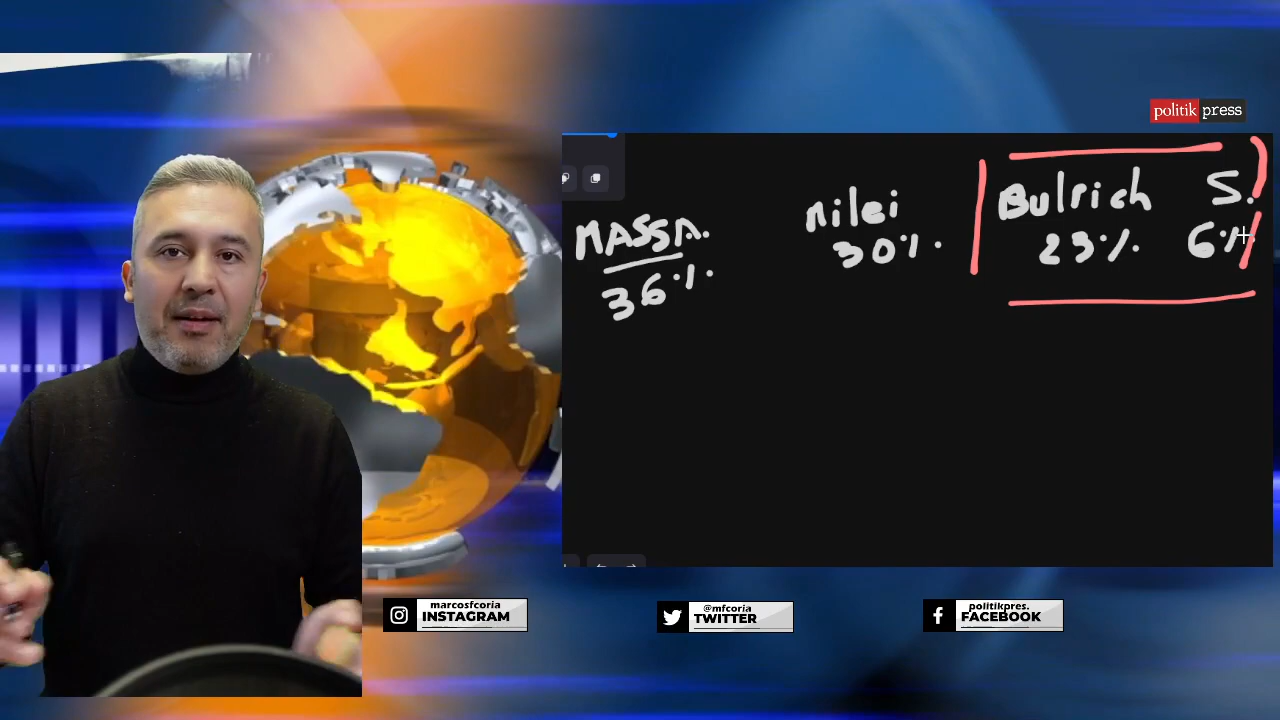 politik press
MASSA.
36%.
Milei
30%.
Bulrich S.
23%. 6%
marcosfcoria
INSTAGRAM
@mfcoria
TWITTER
politikpres.
FACEBOOK